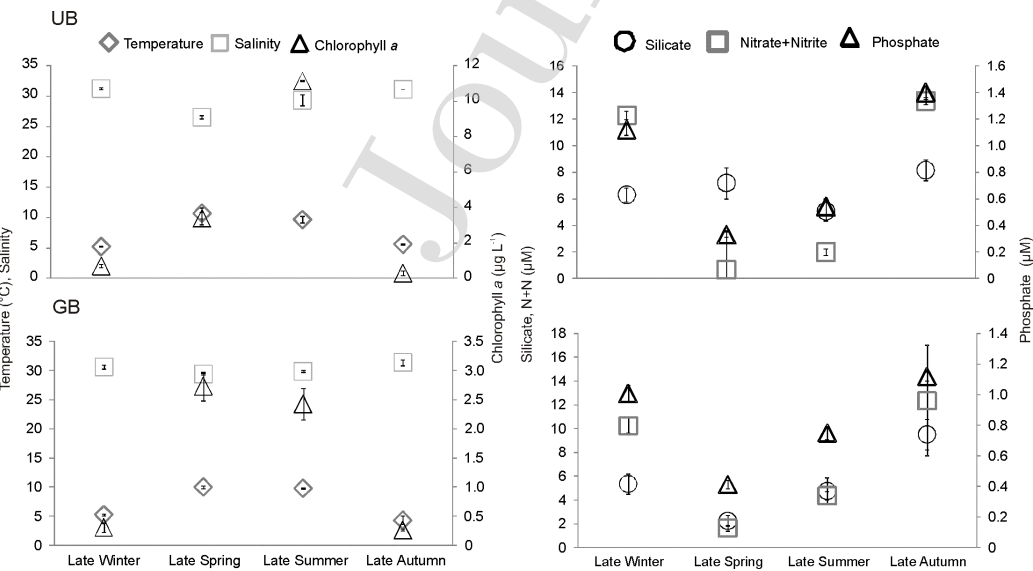 UB
Temperature Salinity Chlorophyll a
Silicate Nitrate+Nitrite Phosphate
35 30 25 20 15 10 5 0
12 10 8 6 4 2 0
16 14 12 10 8 6 4 2 0
1.6 1.4 1.2 1.0 0.8 0.6 0.4 0.2 0
Temperature (°C), Salinity
Chlorophyll a (µg L⁻¹)
Silicate, N+N (µM)
Phosphate (µM)
Jour
GB
35 30 25 20 15 10 5 0
3.5 3.0 2.5 2.0 1.5 1.0 0.5 0
18 16 14 12 10 8 6 4 2 0
1.4 1.2 1.0 0.8 0.6 0.4 0.2 0
Late Winter Late Spring Late Summer Late Autumn
Late Winter Late Spring Late Summer Late Autumn